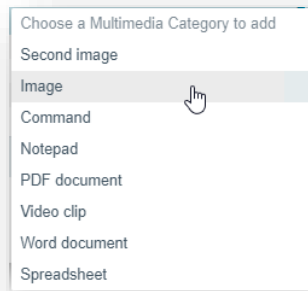 Choose a Multimedia Category to add
Second image
Image
Command
Notepad
PDF document
Video clip
Word document
Spreadsheet